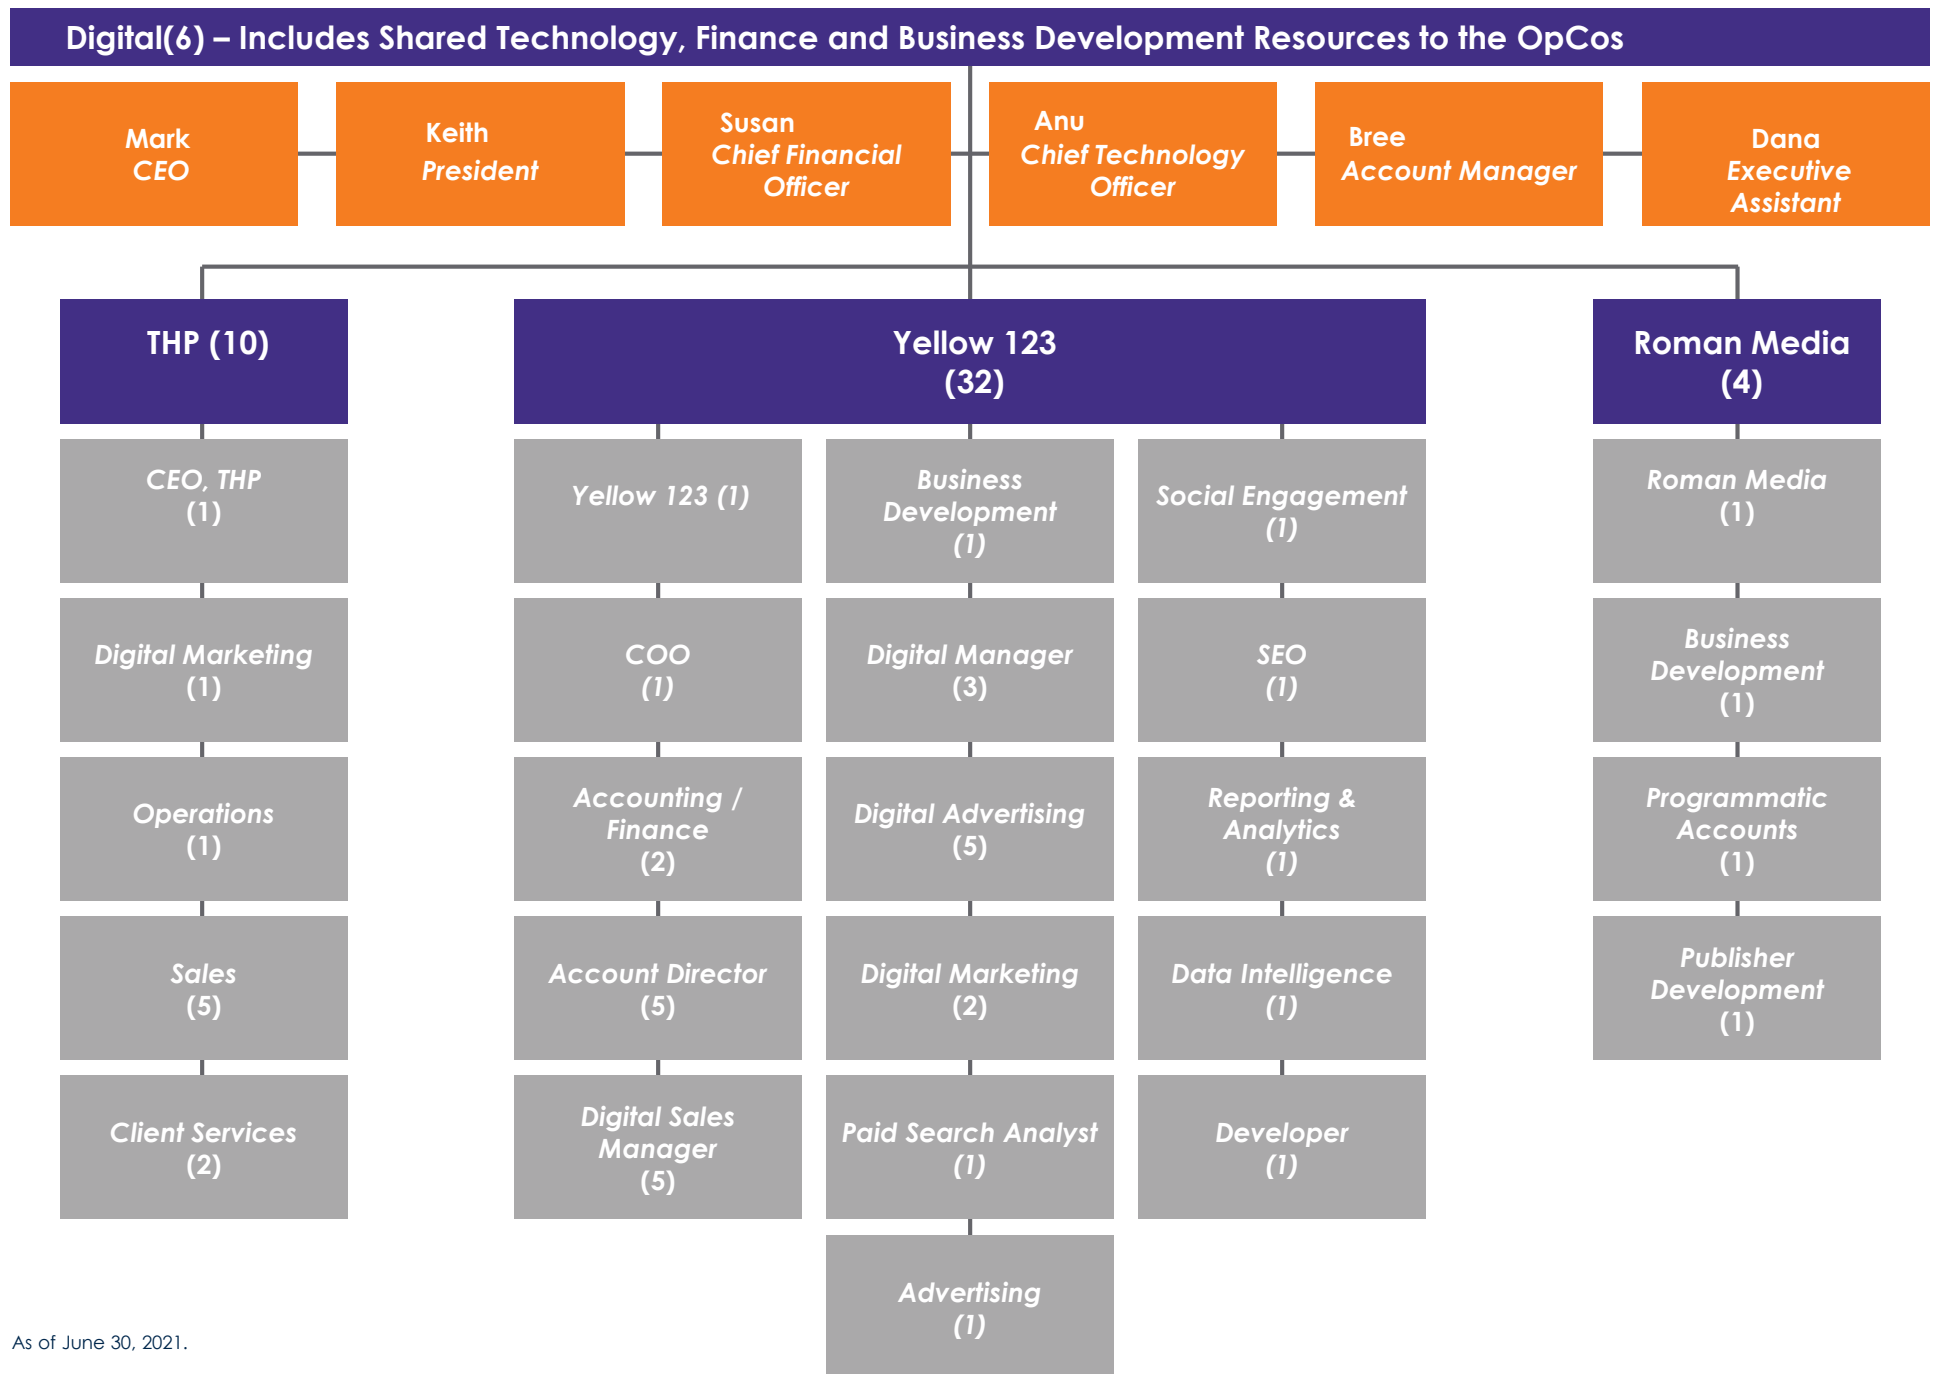 Digital(6) – Includes Shared Technology, Finance and Business Development Resources to the OpCos
Mark
CEO
Keith
President
Susan
Chief Financial
Officer
Anu
Chief Technology
Officer
Bree
Account Manager
Dana
Executive
Assistant
THP (10)
Yellow 123
(32)
Roman Media
(4)
CEO, THP
(1)
Digital Marketing
(1)
Operations
(1)
Sales
(5)
Client Services
(2)
Yellow 123 (1)
COO
(1)
Accounting /
Finance
(2)
Account Director
(5)
Digital Sales
Manager
(5)
Business
Development
(1)
Digital Manager
(3)
Digital Advertising
(5)
Digital Marketing
(2)
Paid Search Analyst
(1)
Advertising
(1)
Social Engagement
(1)
SEO
(1)
Reporting &
Analytics
(1)
Data Intelligence
(1)
Developer
(1)
Roman Media
(1)
Business
Development
(1)
Programmatic
Accounts
(1)
Publisher
Development
(1)
As of June 30, 2021.